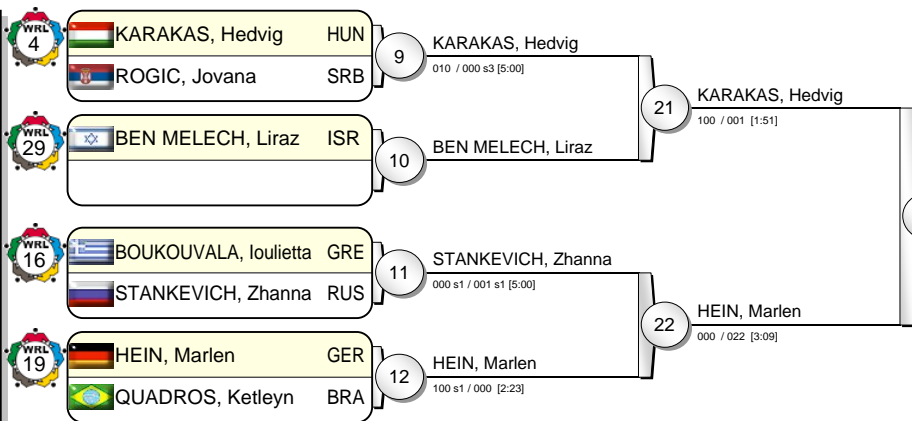 WRL
4
KARAKAS, Hedvig HUN
ROGIC, Jovana SRB
9
KARAKAS, Hedvig
010 / 000 s3 [5:00]
21
KARAKAS, Hedvig
100 / 001 [1:51]
WRL
29
BEN MELECH, Liraz ISR
10
BEN MELECH, Liraz
WRL
16
BOUKOUVALA, Ioulietta GRE
STANKEVICH, Zhanna RUS
11
STANKEVICH, Zhanna
000 s1 / 001 s1 [5:00]
22
HEIN, Marlen
000 / 022 [3:09]
WRL
19
HEIN, Marlen GER
QUADROS, Ketleyn BRA
12
HEIN, Marlen
100 s1 / 000 [2:23]